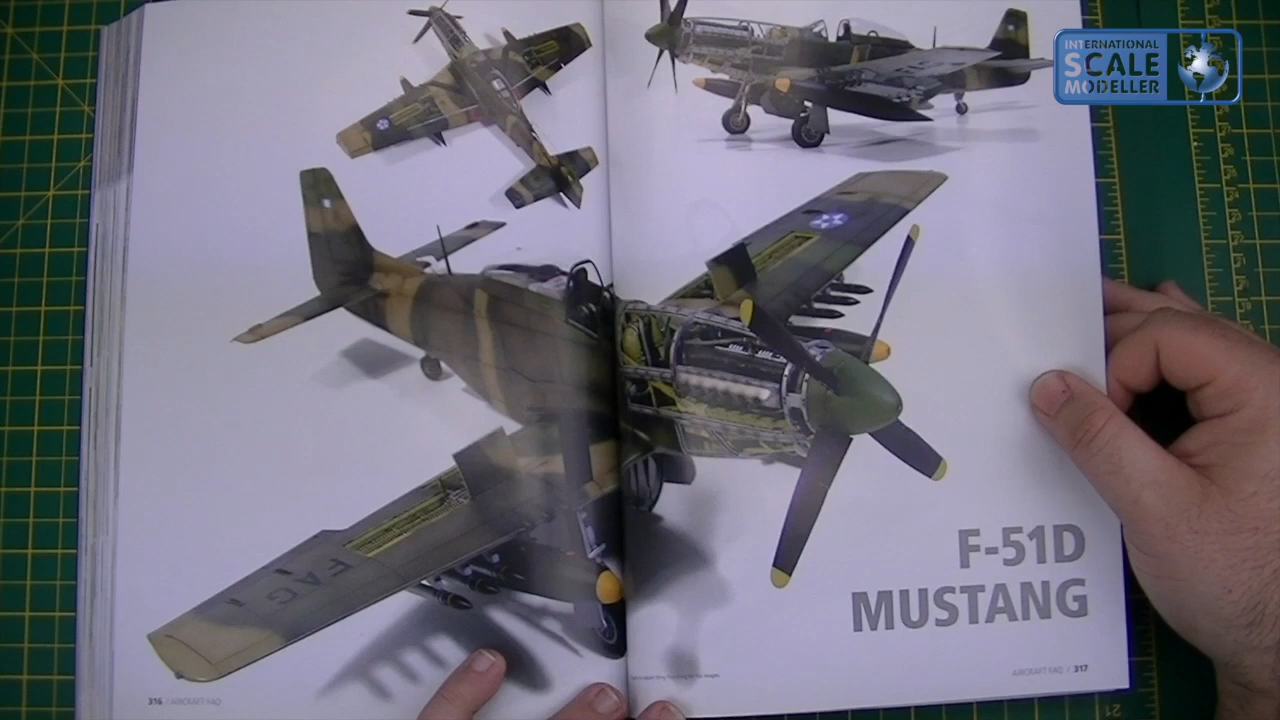 INTERNATIONAL
SCALE
MODELLER
FAG
F-51D
MUSTANG
316 / AIRCRAFT FAQ
AIRCRAFT FAQ / 317